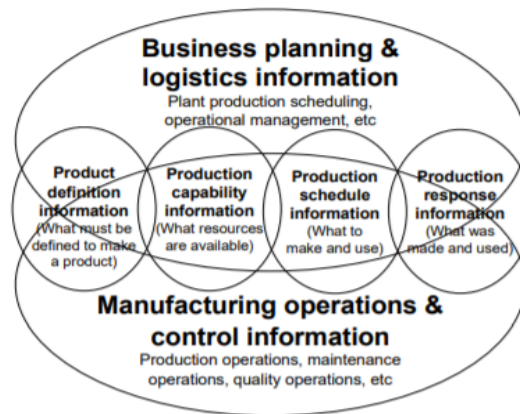 Business planning &
logistics information
Plant production scheduling,
operational management, etc
Product
definition
information
(What must be
defined to make
a product)
Production
capability
information
(What resources
are available)
Production
schedule
information
(What to
make and use)
Production
response
information
(What was
made and used)
Manufacturing operations &
control information
Production operations, maintenance
operations, quality operations, etc